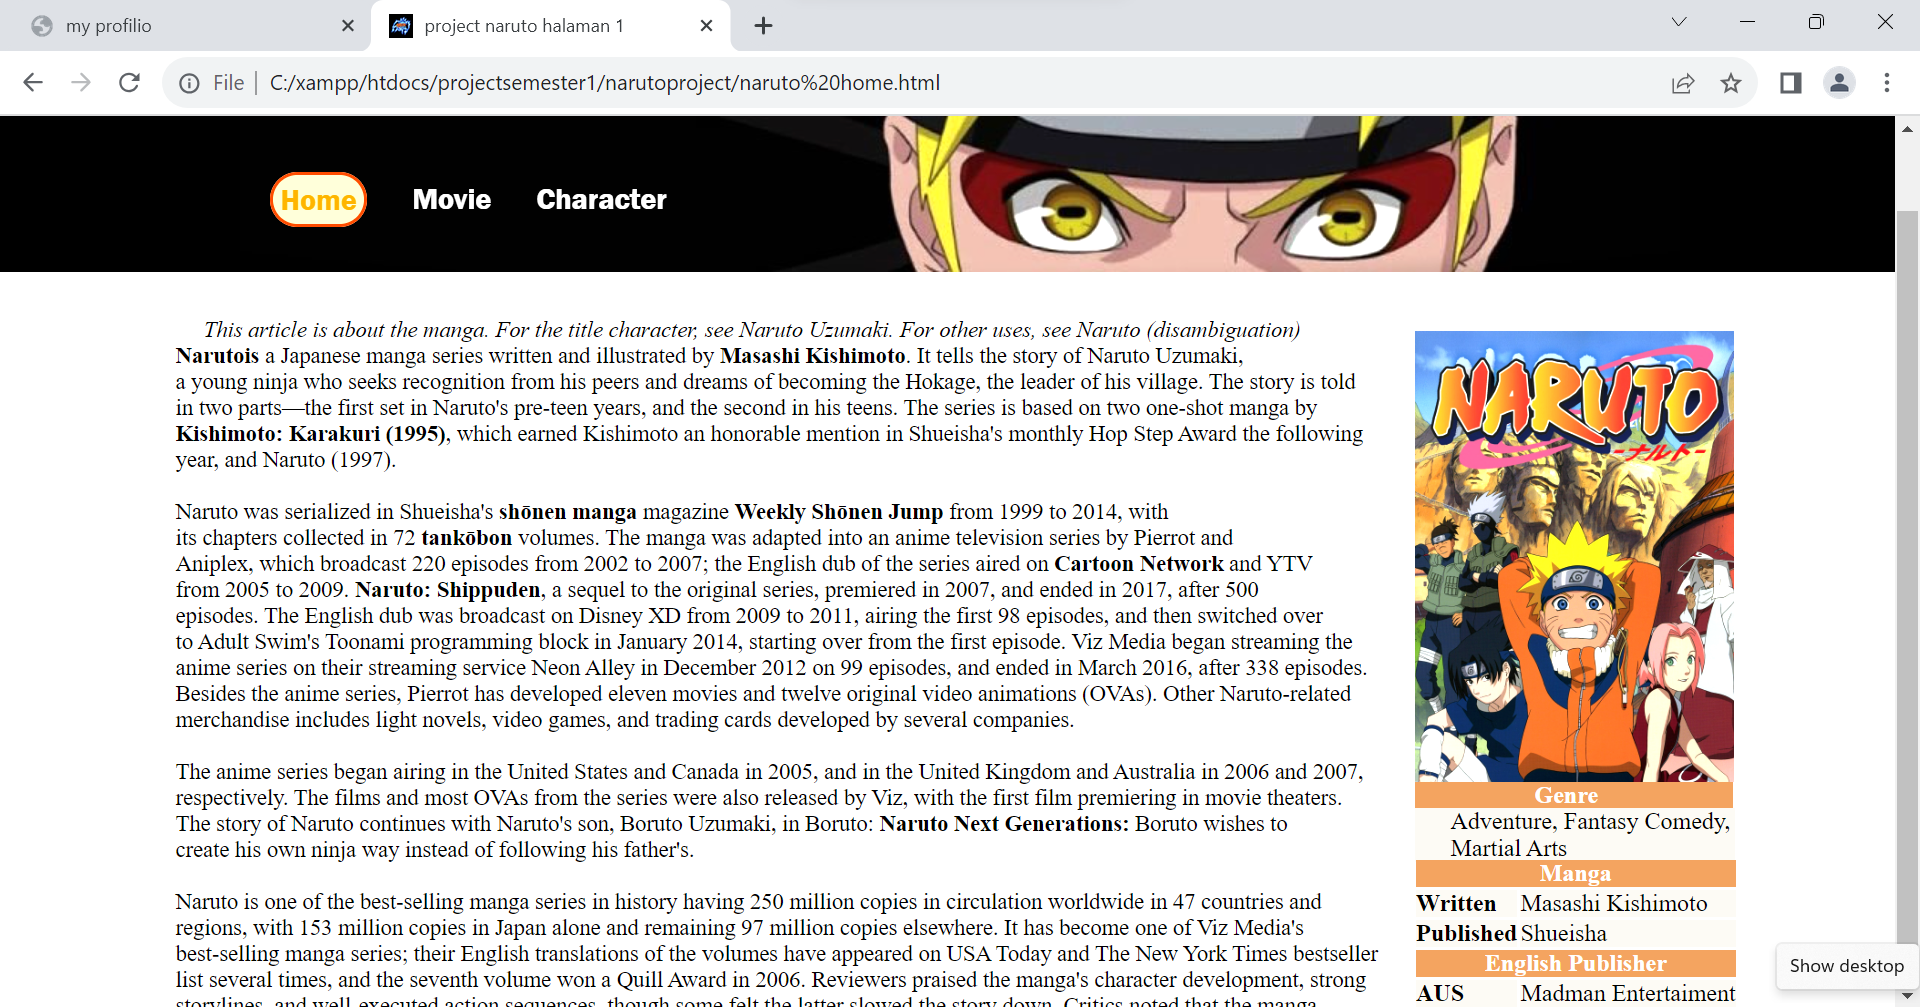 my profilio
project naruto halaman 1
File
C:/xampp/htdocs/projectsemester1/narutoproject/naruto%20home.html
Home Movie Character
This article is about the manga. For the title character, see Naruto Uzumaki. For other uses, see Naruto (disambiguation)
Narutois a Japanese manga series written and illustrated by Masashi Kishimoto. It tells the story of Naruto Uzumaki,
a young ninja who seeks recognition from his peers and dreams of becoming the Hokage, the leader of his village. The story is told
in two parts—the first set in Naruto's pre-teen years, and the second in his teens. The series is based on two one-shot manga by
Kishimoto: Karakuri (1995), which earned Kishimoto an honorable mention in Shueisha's monthly Hop Step Award the following
year, and Naruto (1997).
Naruto was serialized in Shueisha's shōnen manga magazine Weekly Shōnen Jump from 1999 to 2014, with
its chapters collected in 72 tankōbon volumes. The manga was adapted into an anime television series by Pierrot and
Aniplex, which broadcast 220 episodes from 2002 to 2007; the English dub of the series aired on Cartoon Network and YTV
from 2005 to 2009. Naruto: Shippuden, a sequel to the original series, premiered in 2007, and ended in 2017, after 500
episodes. The English dub was broadcast on Disney XD from 2009 to 2011, airing the first 98 episodes, and then switched over
to Adult Swim's Toonami programming block in January 2014, starting over from the first episode. Viz Media began streaming the
anime series on their streaming service Neon Alley in December 2012 on 99 episodes, and ended in March 2016, after 338 episodes.
Besides the anime series, Pierrot has developed eleven movies and twelve original video animations (OVAs). Other Naruto-related
merchandise includes light novels, video games, and trading cards developed by several companies.
The anime series began airing in the United States and Canada in 2005, and in the United Kingdom and Australia in 2006 and 2007,
respectively. The films and most OVAs from the series were also released by Viz, with the first film premiering in movie theaters.
The story of Naruto continues with Naruto's son, Boruto Uzumaki, in Boruto: Naruto Next Generations: Boruto wishes to
create his own ninja way instead of following his father's.
Naruto is one of the best-selling manga series in history having 250 million copies in circulation worldwide in 47 countries and
regions, with 153 million copies in Japan alone and remaining 97 million copies elsewhere. It has become one of Viz Media's
best-selling manga series; their English translations of the volumes have appeared on USA Today and The New York Times bestseller
list several times, and the seventh volume won a Quill Award in 2006. Reviewers praised the manga's character development, strong
storylines, and well-executed action sequences, though some felt the latter slowed the story down. Critics noted that the manga
NARUTO
-ナルト-
Genre
Adventure, Fantasy Comedy,
Martial Arts
Manga
Written Masashi Kishimoto
Published Shueisha
English Publisher
AUS Madman Entertaiment
Show desktop